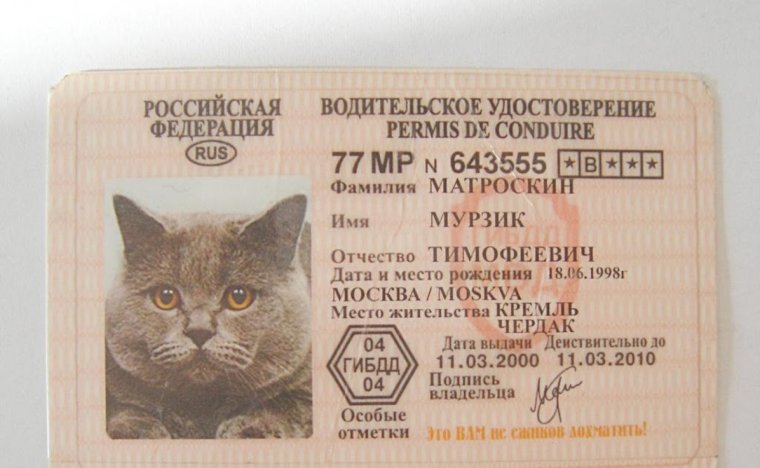 РОССИЙСКАЯ
ФЕДЕРАЦИЯ
RUS
ВОДИТЕЛЬСКОЕ УДОСТОВЕРЕНИЕ
PERMIS DE CONDUIRE
77 МР N 643555 ★ B ★ ★ ★
Фамилия МАТРОСКИН
Имя МУРЗИК
Отчество ТИМОФЕЕВИЧ
Дата и место рождения 18.06.1998г
МОСКВА / MOSKVA
Место жительства КРЕМЛЬ
ЧЕРДАК
Дата выдачи Действительно до
11.03.2000 11.03.2010
04
ГИБДД
04
Подпись
владельца
Особые
отметки
Это ВАМ не ёжиков лохматить!